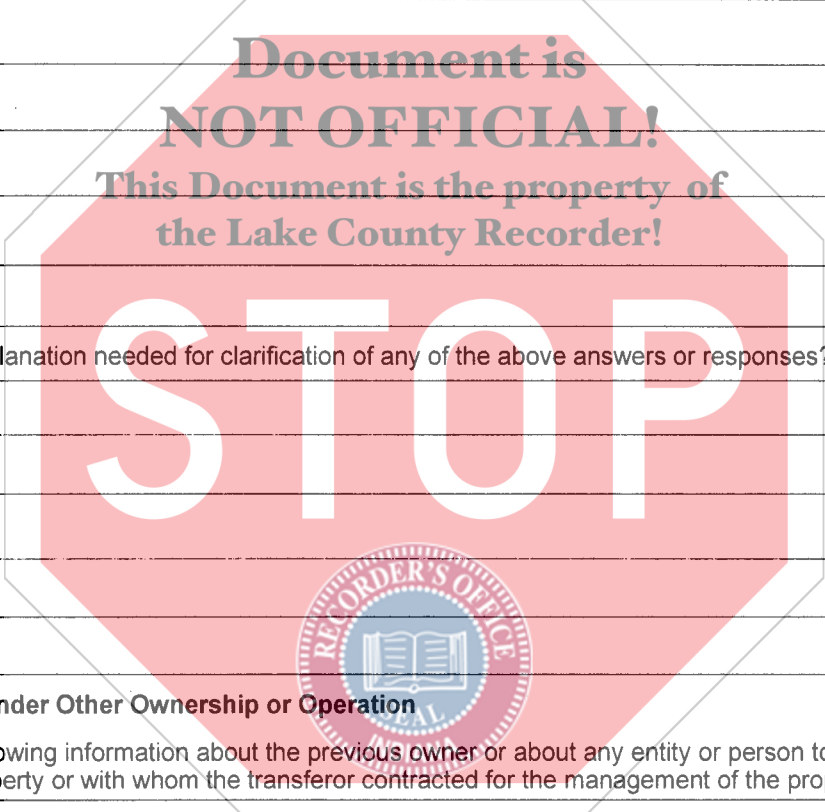 Document is
NOT OFFICIAL!
This Document is the property of
the Lake County Recorder!
lanation needed for clarification of any of the above answers or responses?
STOP
RECORDER'S OFFICE
SEAL
nder Other Ownership or Operation
owing information about the previous owner or about any entity or person to
perty or with whom the transferor contracted for the management of the pro